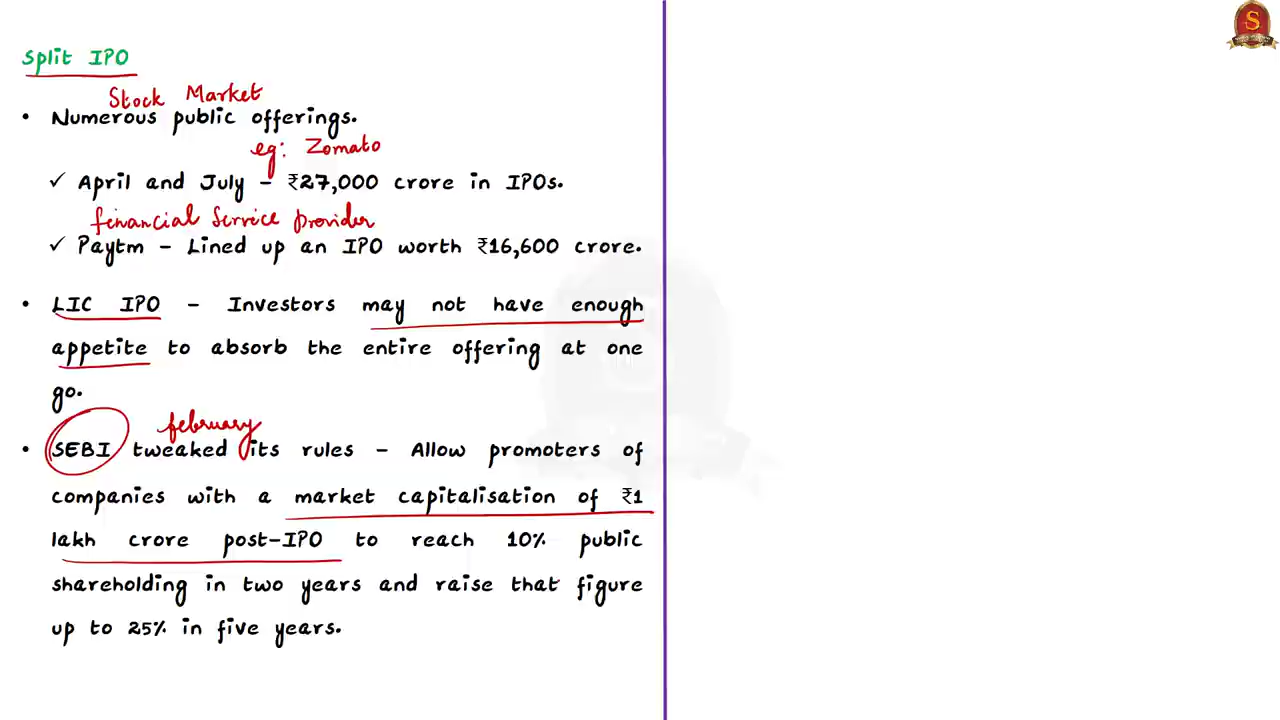 Split IPO
Stock Market
• Numerous public offerings.
eg: Zomato
✓ April and July - ₹27,000 crore in IPOs.
financial Service provider
✓ Paytm - Lined up an IPO worth ₹16,600 crore.
• LIC IPO - Investors may not have enough
appetite to absorb the entire offering at one
go.
february
• SEBI tweaked its rules - Allow promoters of
companies with a market capitalisation of ₹1
lakh crore post-IPO to reach 10% public
shareholding in two years and raise that figure
up to 25% in five years.
S